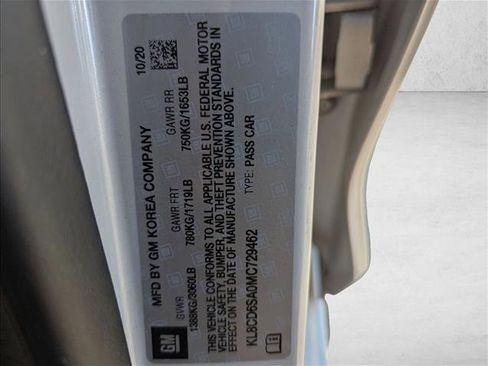 MFD BY GM KOREA COMPANY 10/20
GVWR GAWR FRT GAWR RR
1388KG/3060LB 780KG/1719LB 750KG/1653LB
THIS VEHICLE CONFORMS TO ALL APPLICABLE U.S. FEDERAL MOTOR
VEHICLE SAFETY, BUMPER, AND THEFT PREVENTION STANDARDS IN
EFFECT ON THE DATE OF MANUFACTURE SHOWN ABOVE.
KL8CD6SA0MC729462 TYPE: PASS CAR
GM